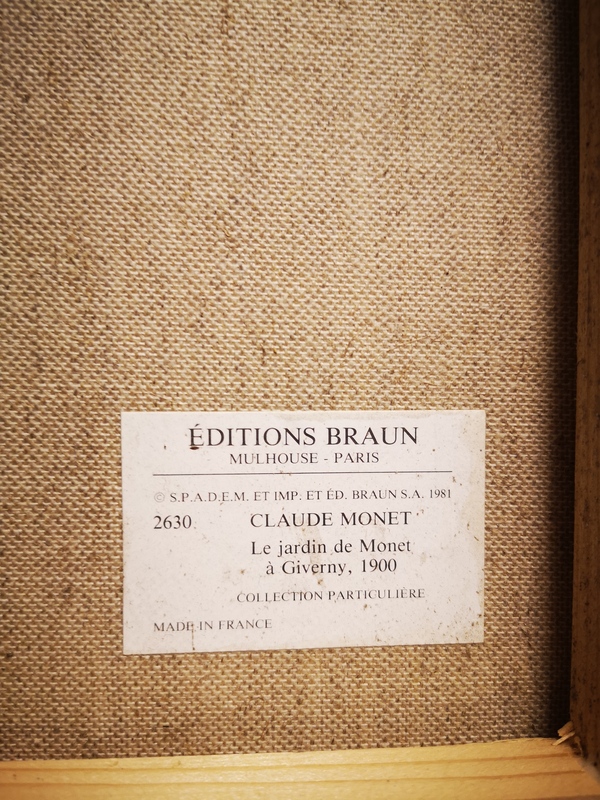 ÉDITIONS BRAUN
MULHOUSE - PARIS
© S.P.A.D.E.M. ET IMP. ET ÉD. BRAUN S.A. 1981
2630 CLAUDE MONET
Le jardin de Monet
à Giverny, 1900
COLLECTION PARTICULIÈRE
MADE IN FRANCE